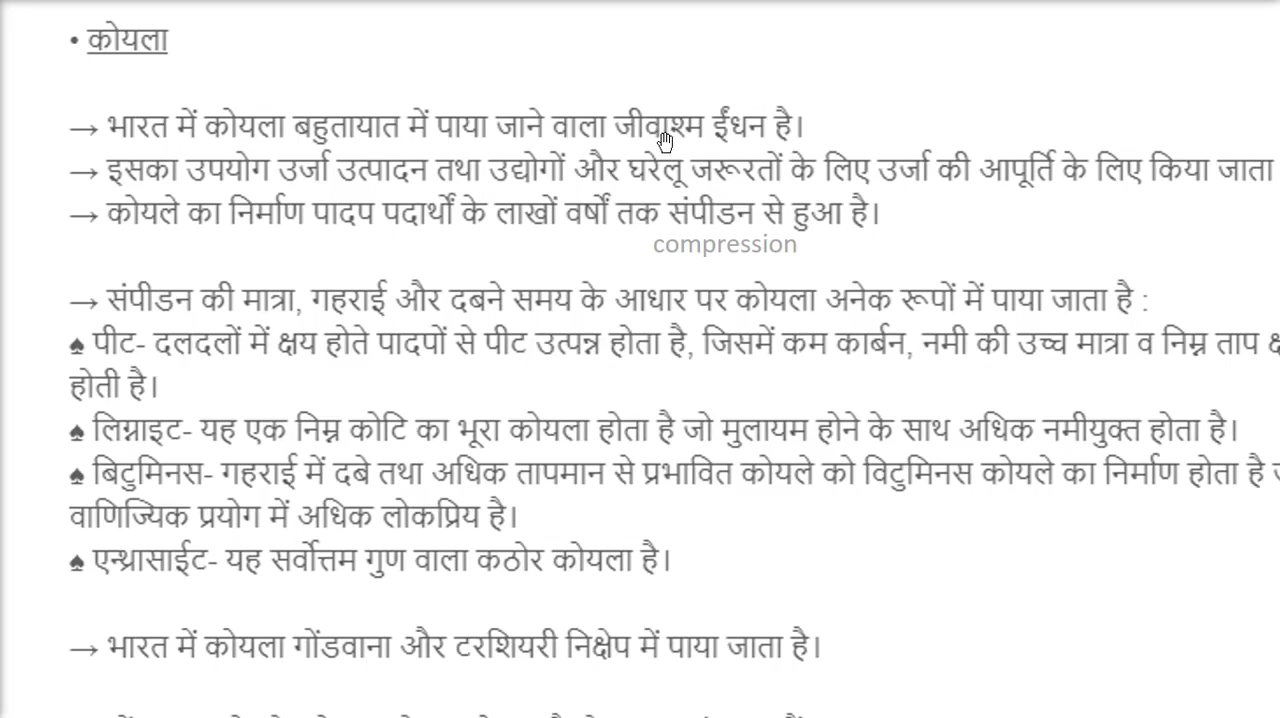 • कोयला
→ भारत में कोयला बहुतायात में पाया जाने वाला जीवाश्म ईंधन है।
→ इसका उपयोग उर्जा उत्पादन तथा उद्योगों और घरेलू जरूरतों के लिए उर्जा की आपूर्ति के लिए किया जाता
→ कोयले का निर्माण पादप पदार्थों के लाखों वर्षों तक संपीडन से हुआ है।
compression
→ संपीडन की मात्रा, गहराई और दबने समय के आधार पर कोयला अनेक रूपों में पाया जाता है :
♠ पीट- दलदलों में क्षय होते पादपों से पीट उत्पन्न होता है, जिसमें कम कार्बन, नमी की उच्च मात्रा व निम्न ताप
होती है।
♠ लिग्नाइट- यह एक निम्न कोटि का भूरा कोयला होता है जो मुलायम होने के साथ अधिक नमीयुक्त होता है।
♠ बिटुमिनस- गहराई में दबे तथा अधिक तापमान से प्रभावित कोयले को विटुमिनस कोयले का निर्माण होता है
वाणिज्यिक प्रयोग में अधिक लोकप्रिय है।
♠ एन्थ्रासाईट- यह सर्वोत्तम गुण वाला कठोर कोयला है।
→ भारत में कोयला गोंडवाना और टरशियरी निक्षेप में पाया जाता है।